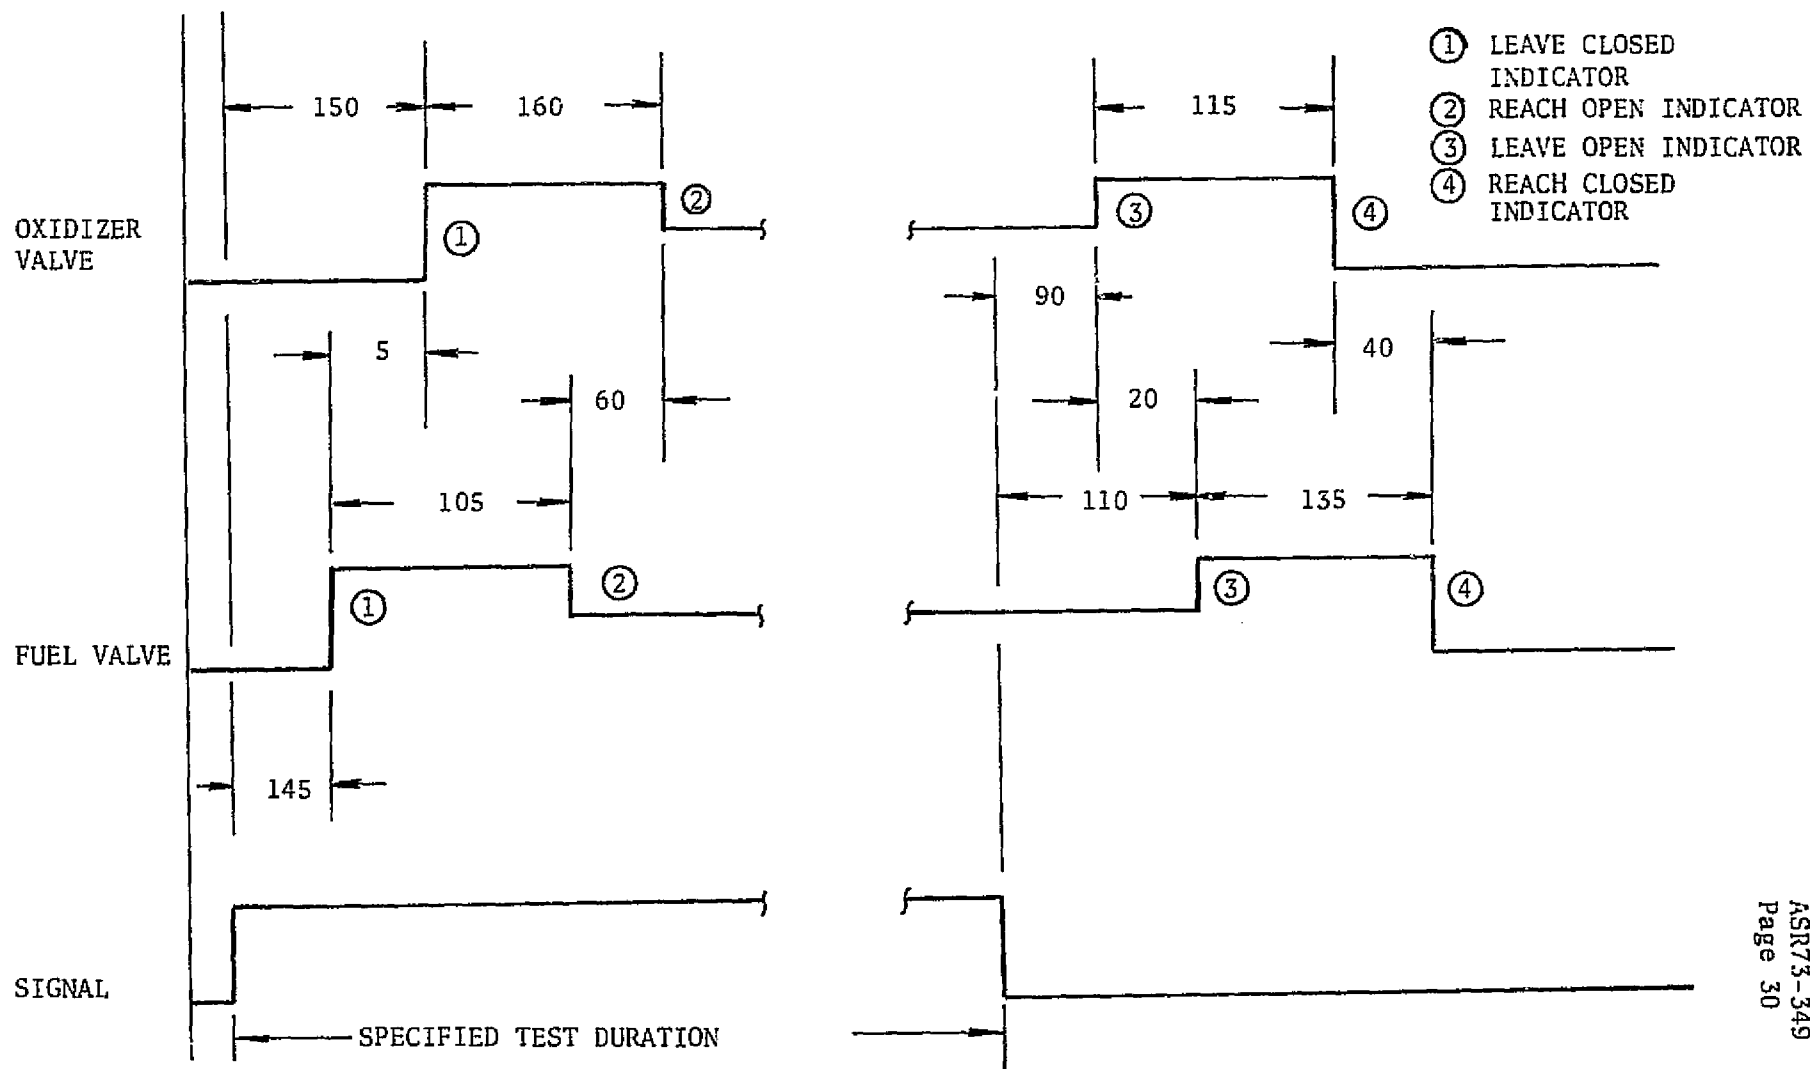 ① LEAVE CLOSED
INDICATOR
② REACH OPEN INDICATOR
③ LEAVE OPEN INDICATOR
④ REACH CLOSED
INDICATOR
150
160
115
OXIDIZER
VALVE
①
②
③
④
5
60
90
20
40
105
110
135
FUEL VALVE
①
②
③
④
145
SIGNAL
SPECIFIED TEST DURATION
ASR73-349
Page 30